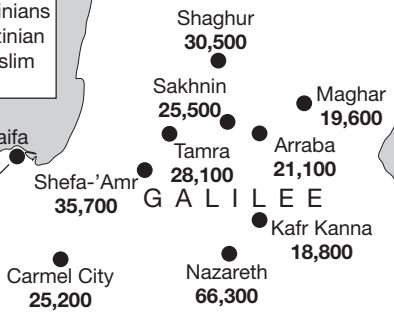 inians
tinian
slim
Shaghur
30,500
Sakhnin
25,500
Maghar
19,600
aifa
Tamra
28,100
Arraba
21,100
Shefa-'Amr
35,700
GALILEE
Kafr Kanna
18,800
Carmel City
25,200
Nazareth
66,300